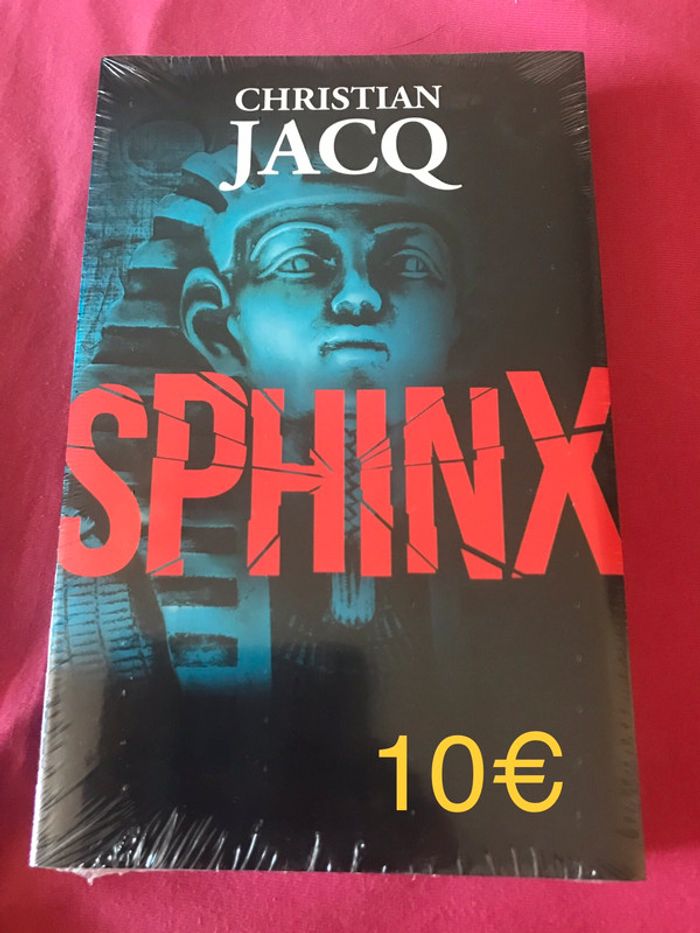 CHRISTIAN
JACQ
SPHINX
10€